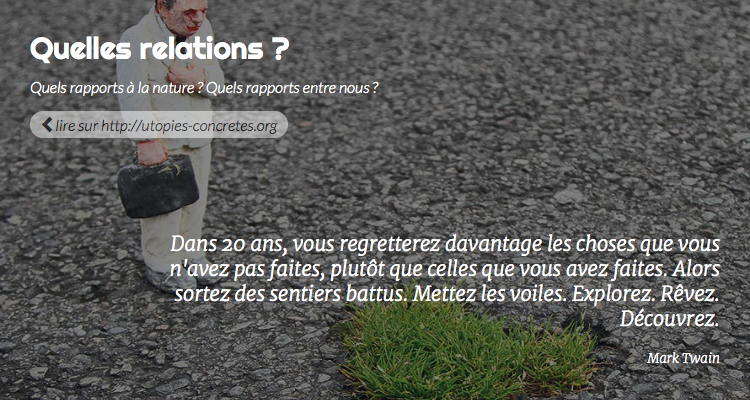 Quelles relations ?
Quels rapports à la nature ? Quels rapports entre nous ?
lire sur http://utopies-concretes.org
Dans 20 ans, vous regretterez davantage les choses que vous
n'avez pas faites, plutôt que celles que vous avez faites. Alors
sortez des sentiers battus. Mettez les voiles. Explorez. Rêvez.
Découvrez.
Mark Twain